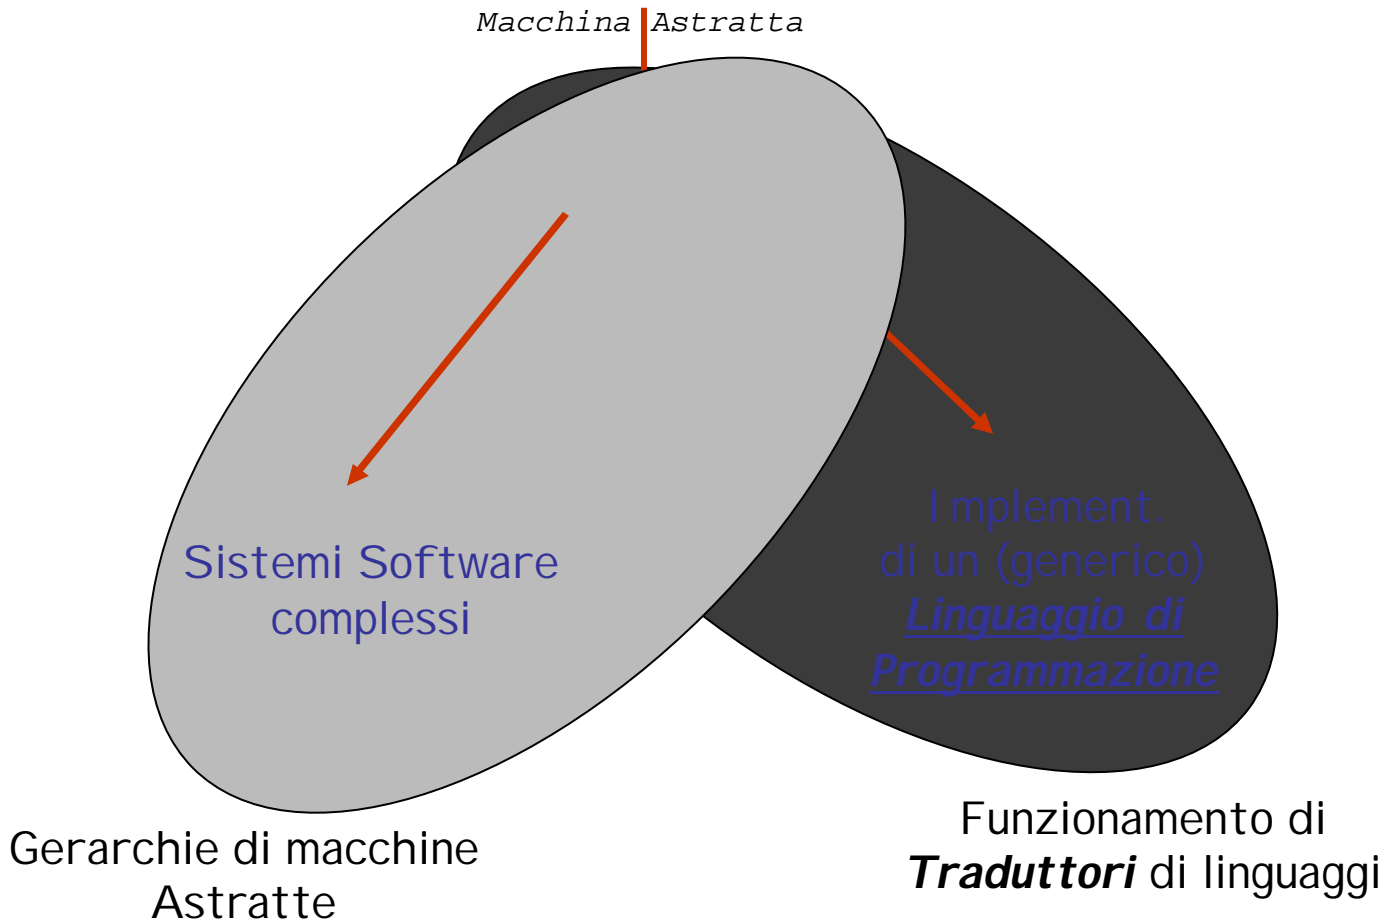 Macchina Astratta
Sistemi Software
complessi
Implement.
di un (generico)
Linguaggio di
Programmazione
Gerarchie di macchine
Astratte
Funzionamento di
Traduttori di linguaggi